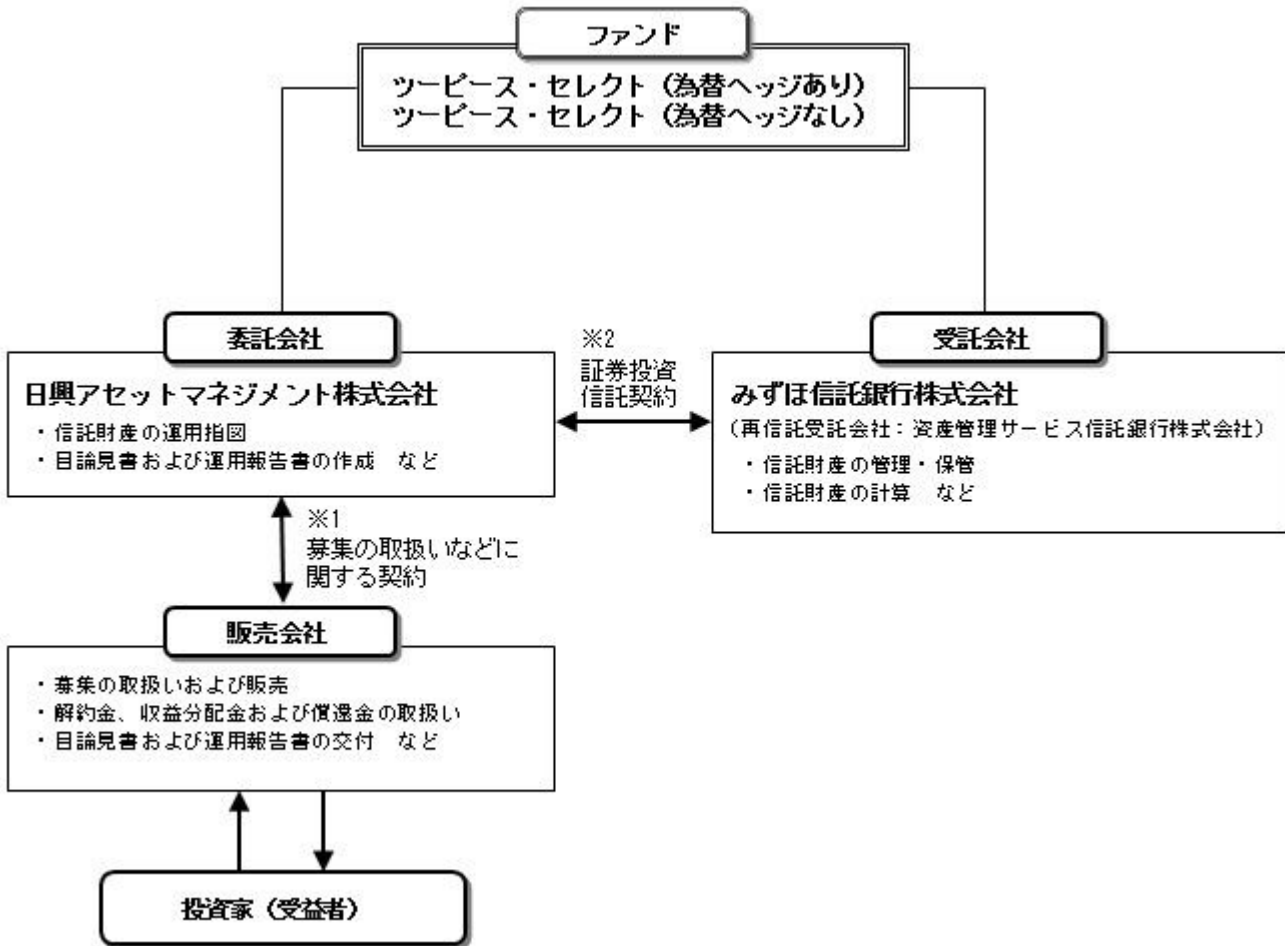 ファンド
ツーピース・セレクト（為替ヘッジあり）
ツーピース・セレクト（為替ヘッジなし）
委託会社
日興アセットマネジメント株式会社
・信託財産の運用指図
・目論見書および運用報告書の作成　など
※2
証券投資
信託契約
受託会社
みずほ信託銀行株式会社
（再信託受託会社：資産管理サービス信託銀行株式会社）
・信託財産の管理・保管
・信託財産の計算　など
※1
募集の取扱いなどに
関する契約
販売会社
・募集の取扱いおよび販売
・解約金、収益分配金および償還金の取扱い
・目論見書および運用報告書の交付　など
投資家（受益者）